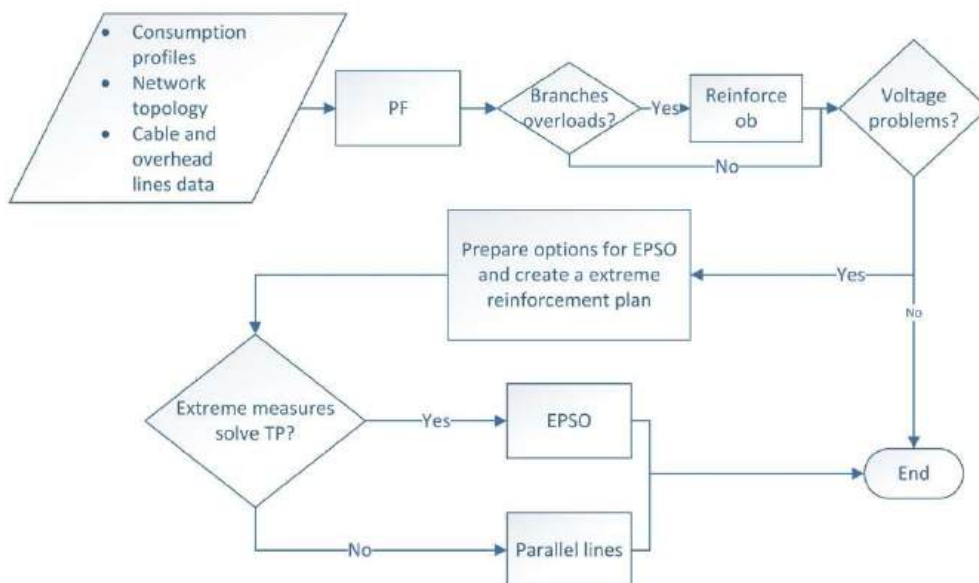 • Consumption
profiles
• Network
topology
• Cable and
overhead
lines data
PF
Branches
overloads?
Yes
Reinforce
ob
No
Voltage
problems?
Prepare options for EPSO
and create a extreme
reinforcement plan
Yes
No
Extreme measures
solve TP?
Yes
EPSO
End
No
Parallel lines